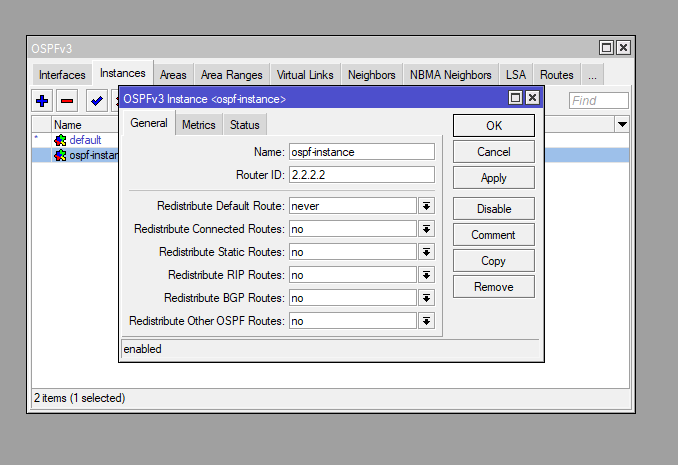 OSPFv3
Interfaces Instances Areas Area Ranges Virtual Links Neighbors NBMA Neighbors LSA Routes ...
Find
Name
* default
ospf-instan
OSPFv3 Instance <ospf-instance>
General Metrics Status
Name: ospf-instance
Router ID: 2.2.2.2
Redistribute Default Route: never
Redistribute Connected Routes: no
Redistribute Static Routes: no
Redistribute RIP Routes: no
Redistribute BGP Routes: no
Redistribute Other OSPF Routes: no
OK
Cancel
Apply
Disable
Comment
Copy
Remove
enabled
2 items (1 selected)